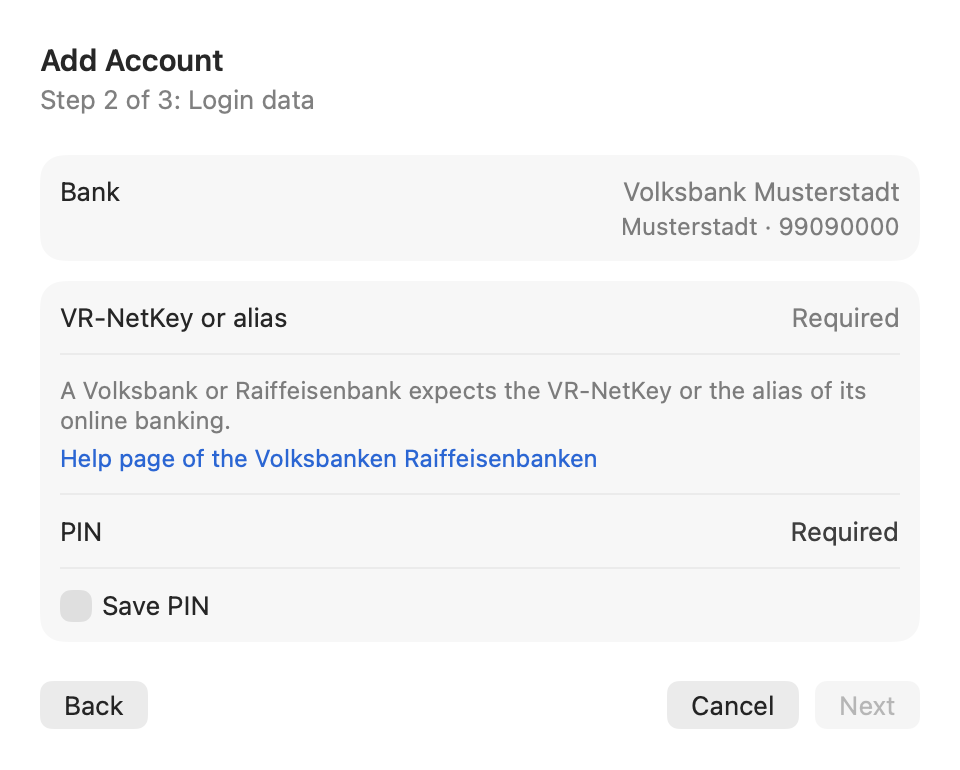 Add Account
Step 2 of 3: Login data
Bank
Volksbank Musterstadt
Musterstadt · 99090000
VR-NetKey or alias
Required
A Volksbank or Raiffeisenbank expects the VR-NetKey or the alias of its
online banking.
Help page of the Volksbanken Raiffeisenbanken
PIN
Required
Save PIN
Back
Cancel
Next